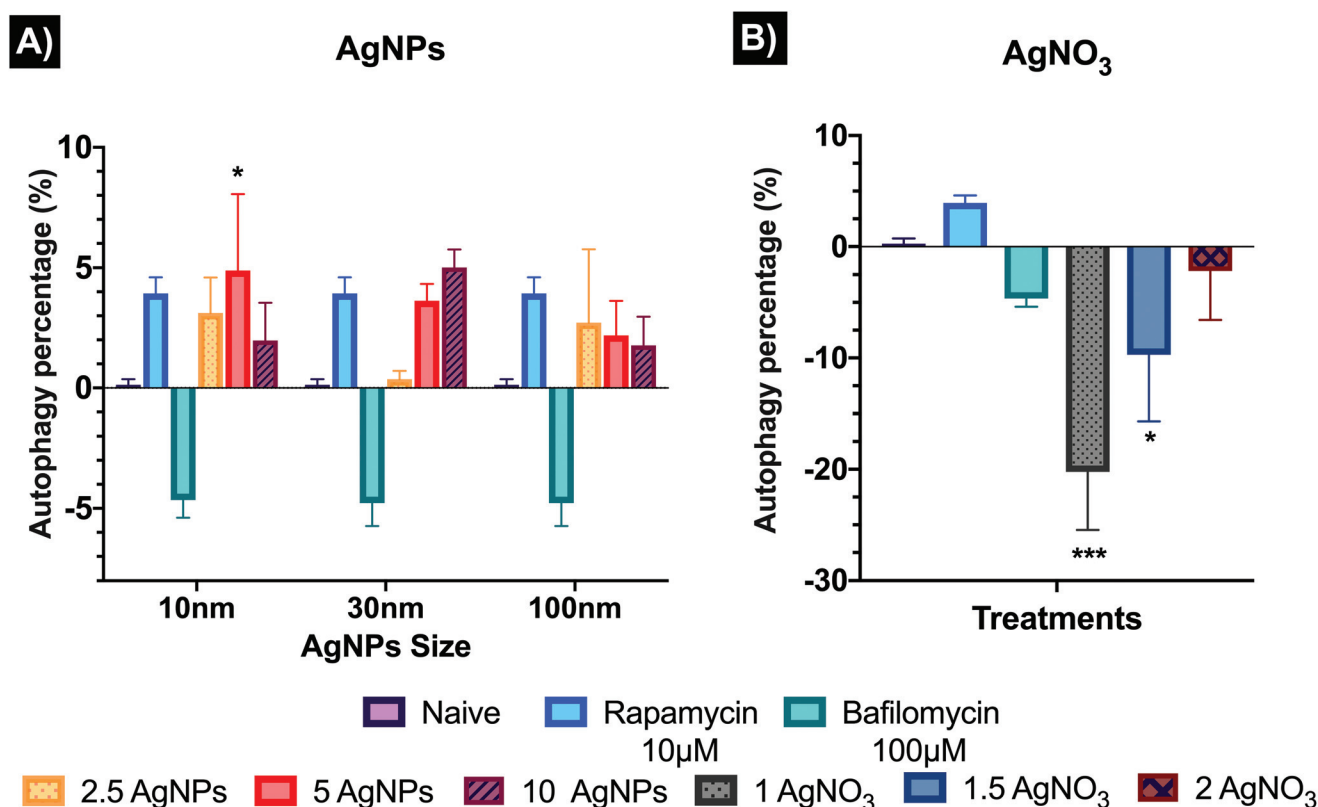 A)
AgNPs
Autophagy percentage (%)
10
5
0
-5
*
10nm
30nm
100nm
AgNPs Size
B)
AgNO₃
Autophagy percentage (%)
10
0
-10
-20
-30
***
*
Treatments
Naive
Rapamycin
10µM
Bafilomycin
100µM
2.5 AgNPs
5 AgNPs
10 AgNPs
1 AgNO₃
1.5 AgNO₃
2 AgNO₃